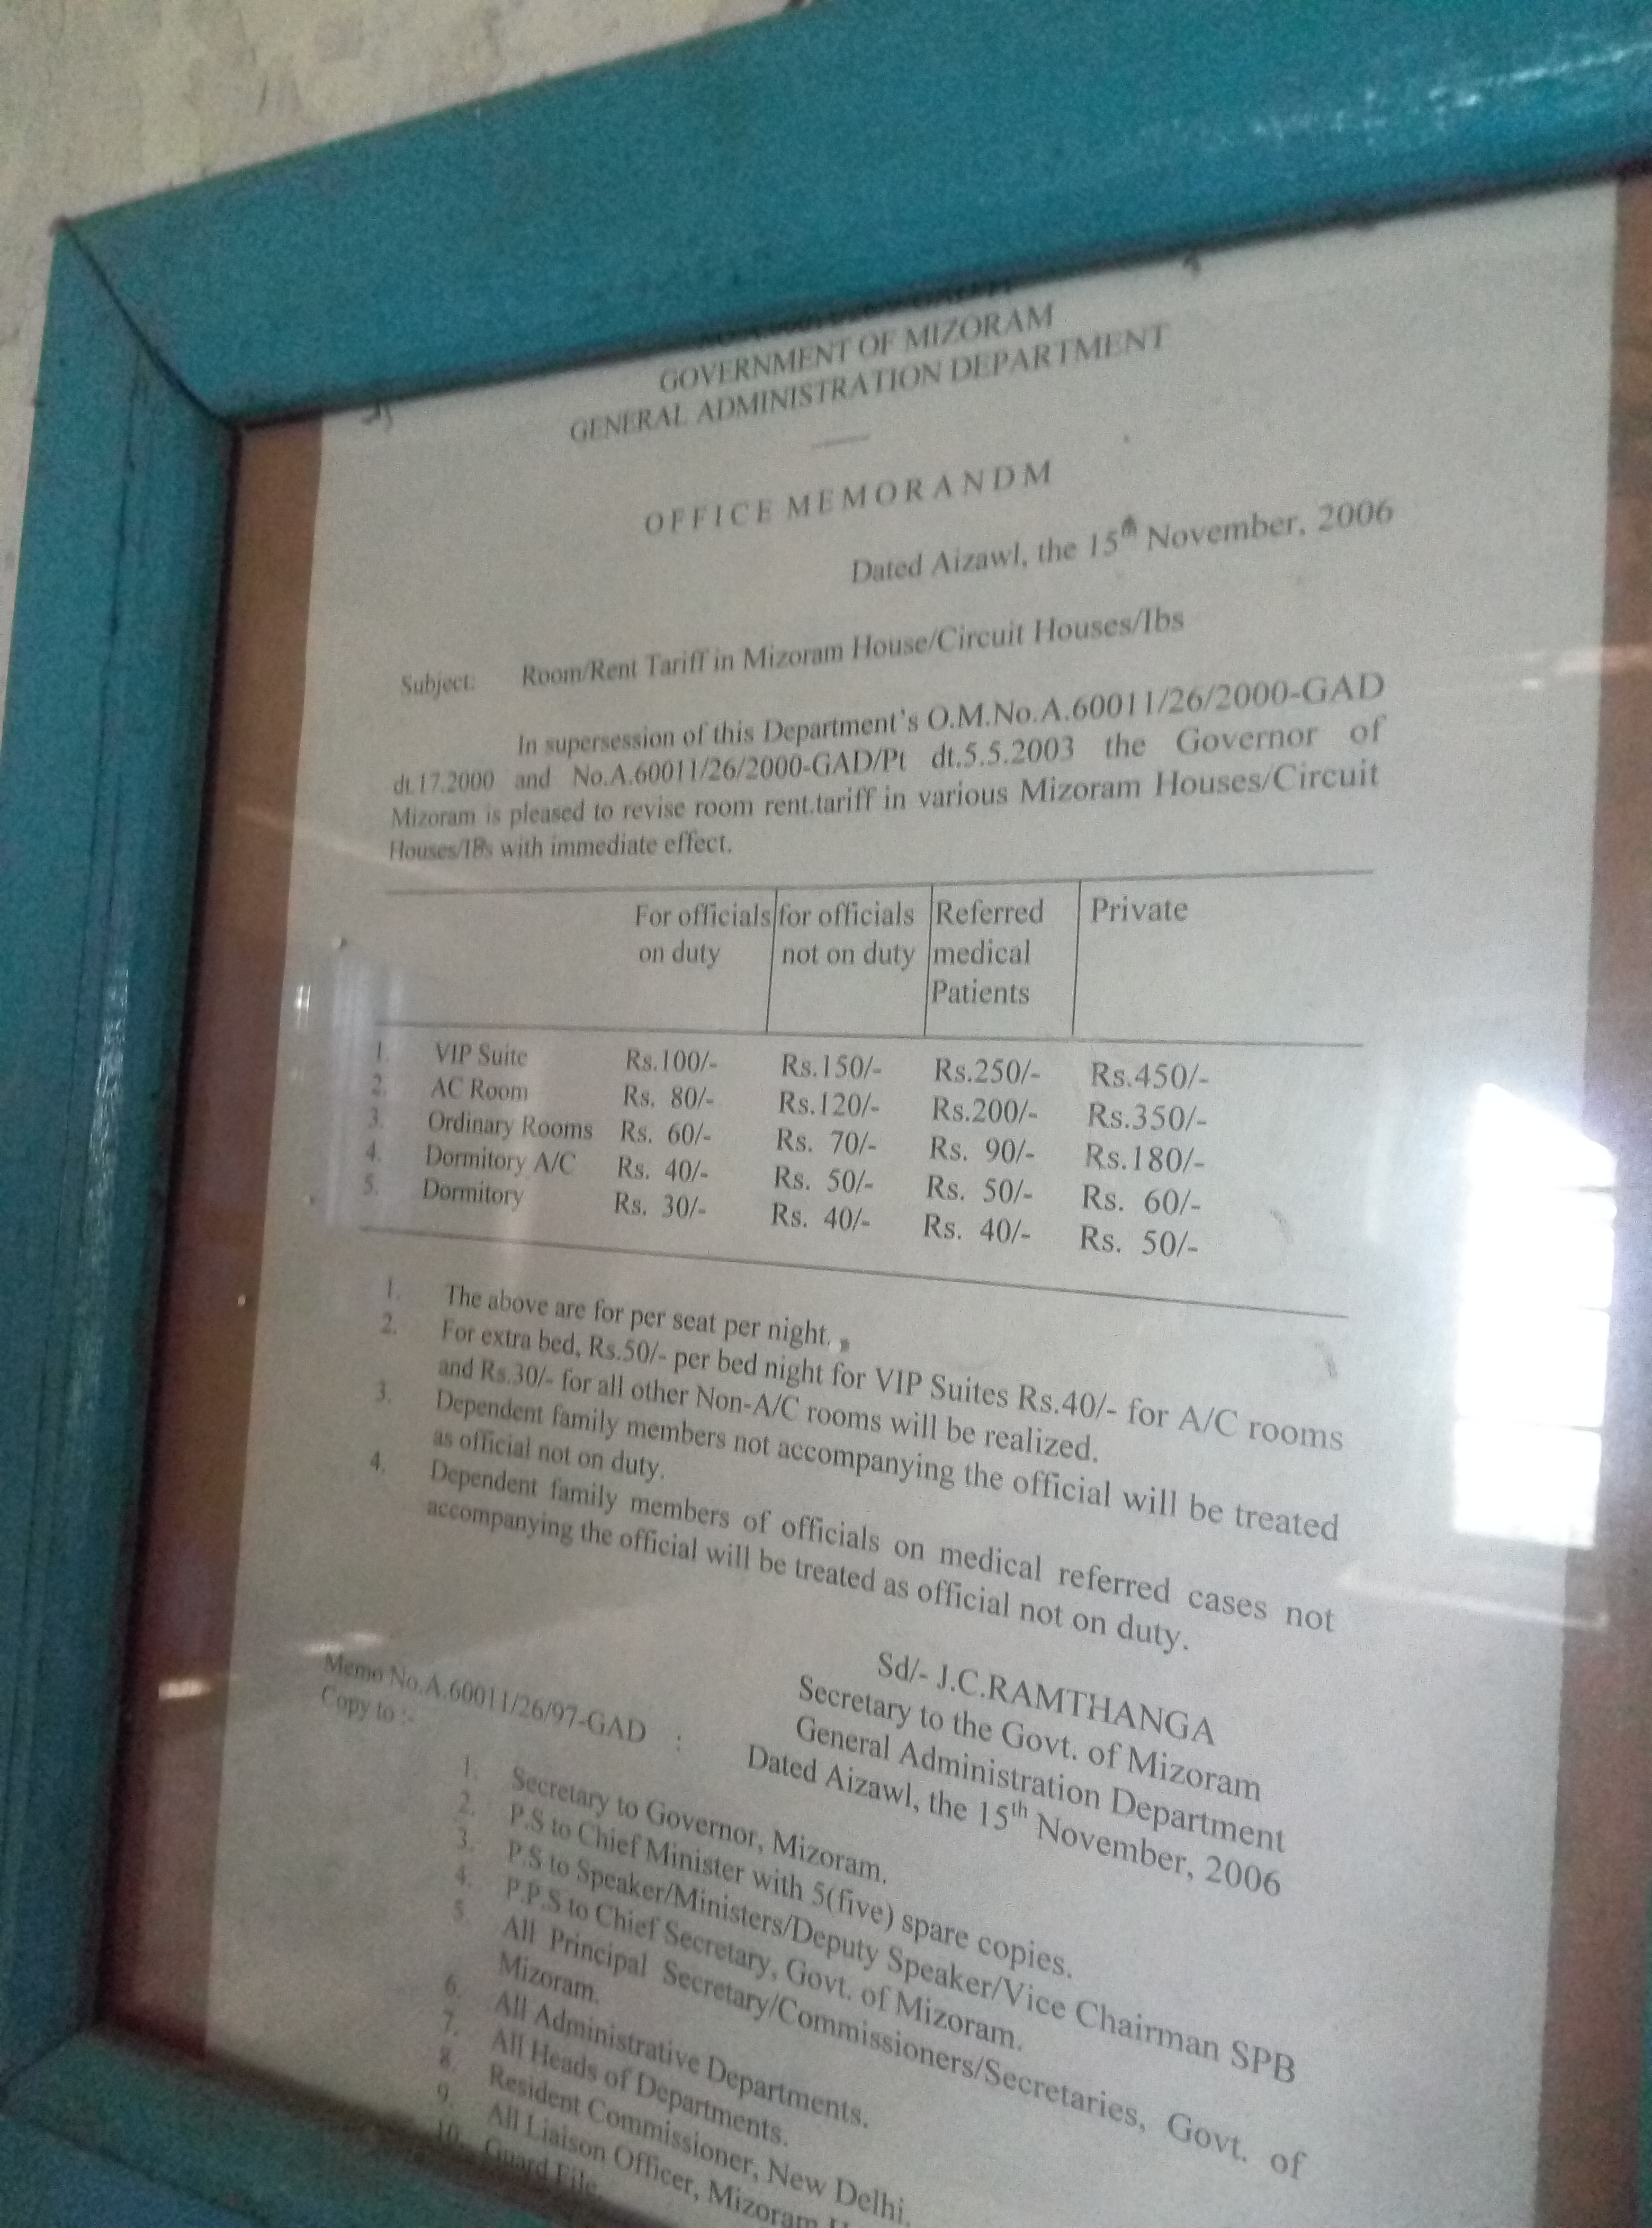 GOVERNMENT OF MIZORAM
GENERAL ADMINISTRATION DEPARTMENT
OFFICE MEMORANDM
Dated Aizawl, the 15th November, 2006
Subject: Room/Rent Tariff in Mizoram House/Circuit Houses/Ibs
In supersession of this Department's O.M.No.A.60011/26/2000-GAD
dt.17.2000 and No.A.60011/26/2000-GAD/Pt dt.5.5.2003 the Governor of
Mizoram is pleased to revise room rent.tariff in various Mizoram Houses/Circuit
Houses/IBs with immediate effect.
For officials for officials Referred Private
on duty not on duty medical
Patients
1. VIP Suite Rs.100/- Rs.150/- Rs.250/- Rs.450/-
2. AC Room Rs. 80/- Rs.120/- Rs.200/- Rs.350/-
3. Ordinary Rooms Rs. 60/- Rs. 70/- Rs. 90/- Rs.180/-
4. Dormitory A/C Rs. 40/- Rs. 50/- Rs. 50/- Rs. 60/-
5. Dormitory Rs. 30/- Rs. 40/- Rs. 40/- Rs. 50/-
1. The above are for per seat per night.
2. For extra bed, Rs.50/- per bed night for VIP Suites Rs.40/- for A/C rooms
and Rs.30/- for all other Non-A/C rooms will be realized.
3. Dependent family members not accompanying the official will be treated
as official not on duty.
4. Dependent family members of officials on medical referred cases not
accompanying the official will be treated as official not on duty.
Sd/- J.C.RAMTHANGA
Secretary to the Govt. of Mizoram
General Administration Department
Memo No.A.60011/26/97-GAD : Dated Aizawl, the 15th November, 2006
Copy to :-
1. Secretary to Governor, Mizoram.
2. P.S to Chief Minister with 5(five) spare copies.
3. P.S to Speaker/Ministers/Deputy Speaker/Vice Chairman SPB
4. P.P.S to Chief Secretary, Govt. of Mizoram.
5. All Principal Secretary/Commissioners/Secretaries, Govt. of
Mizoram.
6. All Administrative Departments.
7. All Heads of Departments.
8. Resident Commissioner, New Delhi.
9. All Liaison Officer, Mizoram
10. Guard File.